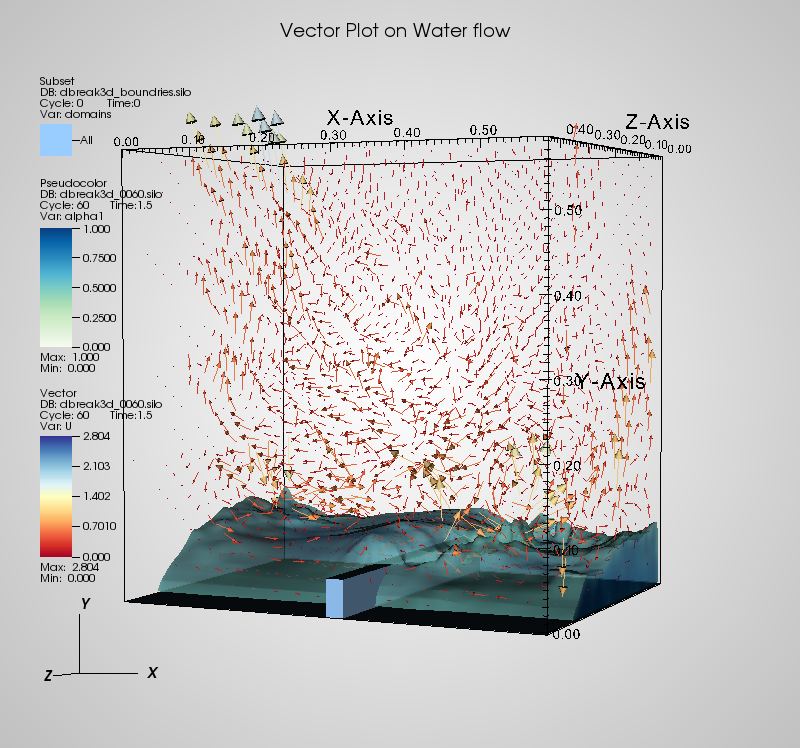 Vector Plot on Water flow
Subset
DB: dbreak3d_boundries.silo
Cycle: 0 Time:0
Var: domains
All
Pseudocolor
DB: dbreak3d_0060.silo
Cycle: 60 Time:1.5
Var: alpha1
1.000
0.7500
0.5000
0.2500
0.000
Max: 1.000
Min: 0.000
Vector
DB: dbreak3d_0060.silo
Cycle: 60 Time:1.5
Var: U
2.804
2.103
1.402
0.7010
0.000
Max: 2.804
Min: 0.000
X-Axis
0.00 0.10 0.20 0.30 0.40 0.50
Z-Axis
0.40 0.30 0.20 0.10 0.00
0.50
0.40
0.30
Y-Axis
0.20
0.10
0.00
Y
Z
X